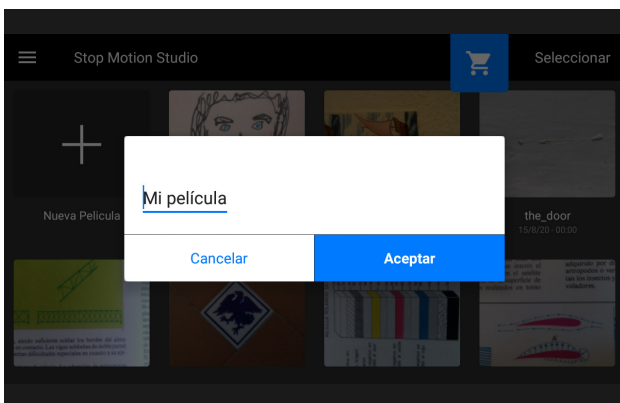 Stop Motion Studio
Seleccionar
Mi película
Nueva Pelicula
the_door
15/8/20 - 00:00
Cancelar
Aceptar